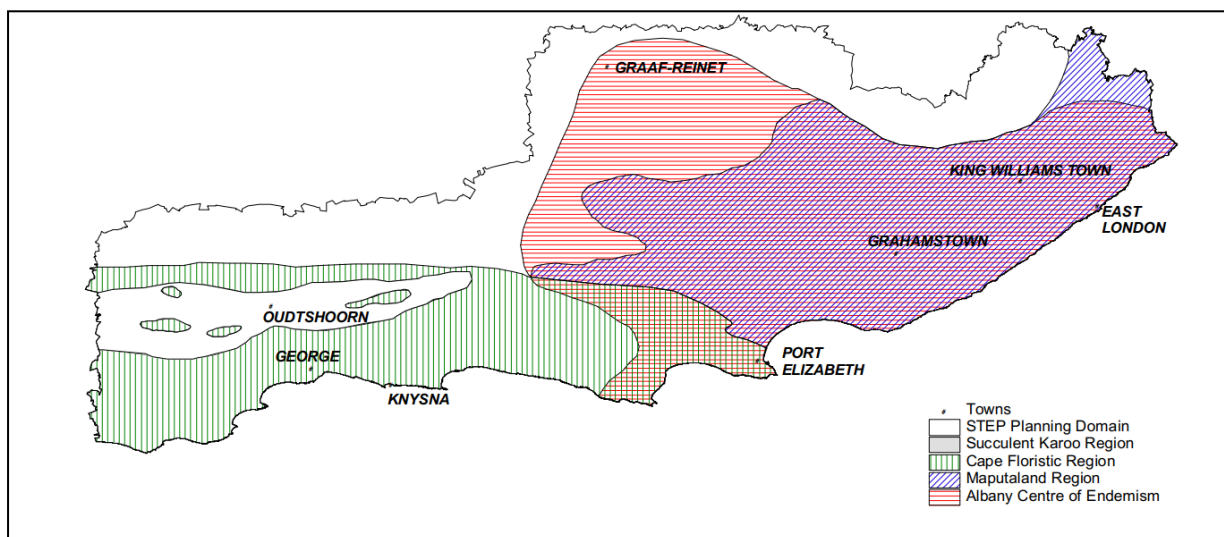 GRAAF-REINET
KING WILLIAMS TOWN
EAST
LONDON
GRAHAMSTOWN
OUDTSHOORN
GEORGE
PORT
ELIZABETH
KNYSNA
Towns
STEP Planning Domain
Succulent Karoo Region
Cape Floristic Region
Maputaland Region
Albany Centre of Endemism